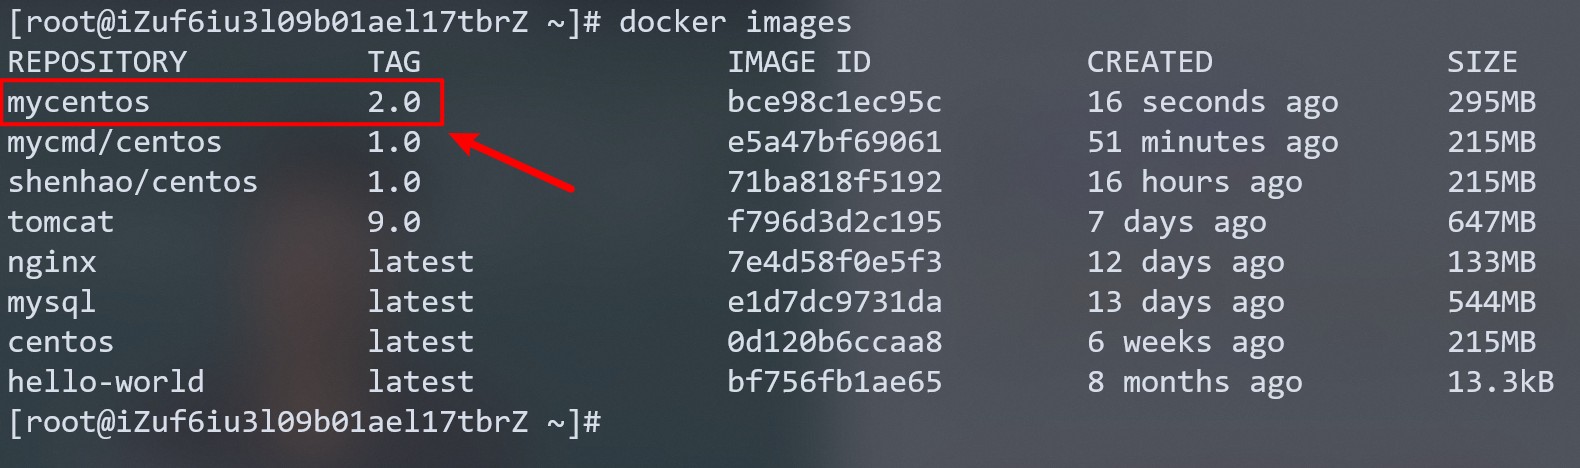 [root@iZuf6iu3l09b01ael17tbrZ ~]# docker images
REPOSITORY TAG IMAGE ID CREATED SIZE
mycentos 2.0 bce98c1ec95c 16 seconds ago 295MB
mycmd/centos 1.0 e5a47bf69061 51 minutes ago 215MB
shenhao/centos 1.0 71ba818f5192 16 hours ago 215MB
tomcat 9.0 f796d3d2c195 7 days ago 647MB
nginx latest 7e4d58f0e5f3 12 days ago 133MB
mysql latest e1d7dc9731da 13 days ago 544MB
centos latest 0d120b6ccaa8 6 weeks ago 215MB
hello-world latest bf756fb1ae65 8 months ago 13.3kB
[root@iZuf6iu3l09b01ael17tbrZ ~]#